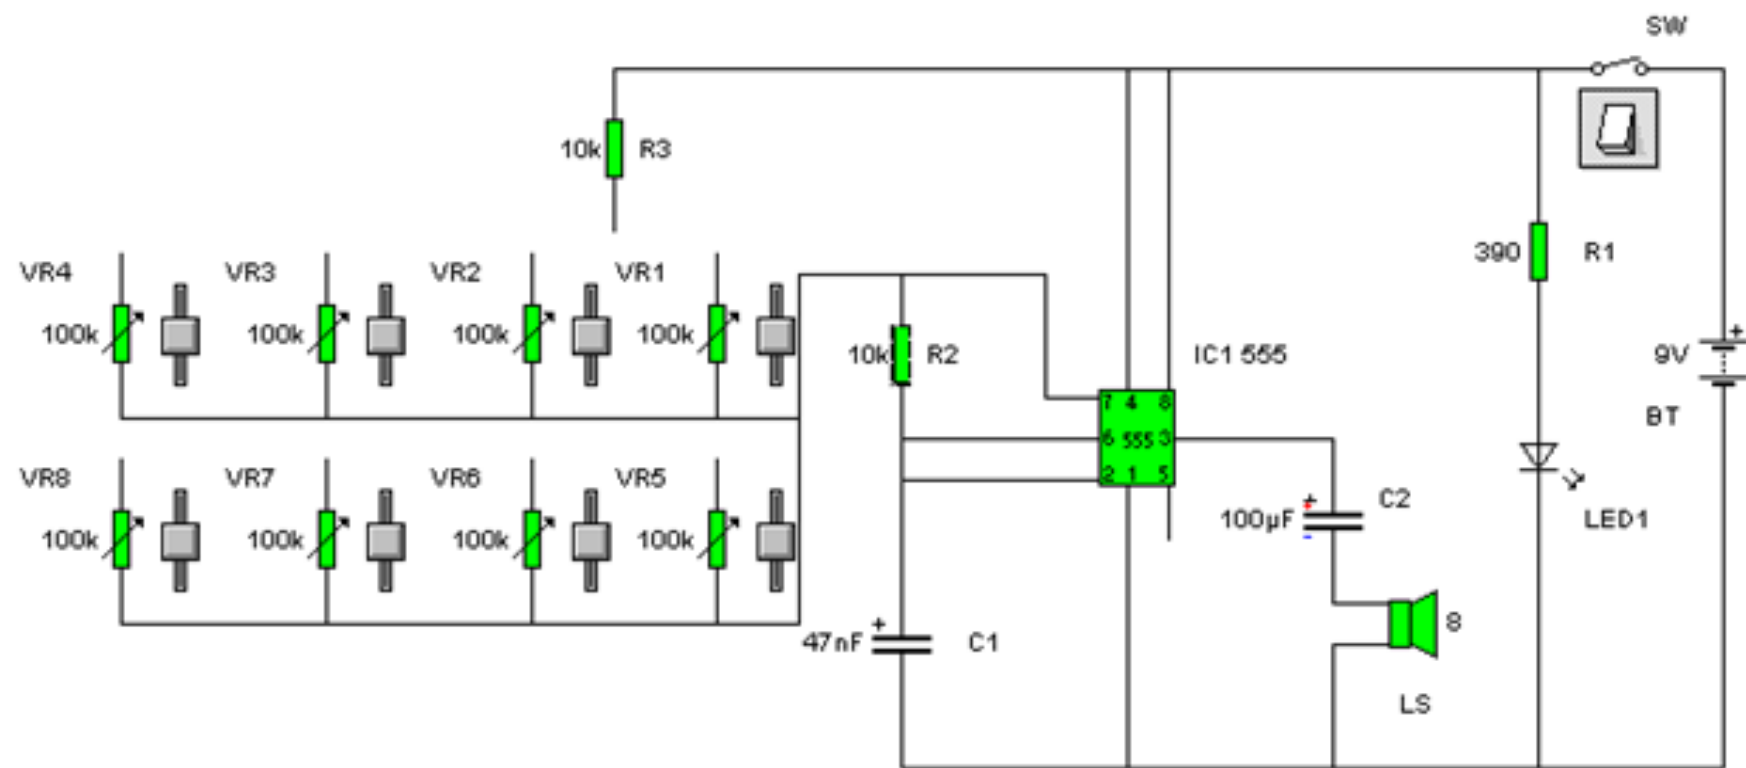 SW
10k R3
390 R1
VR4 VR3 VR2 VR1
100k 100k 100k 100k
10k R2
IC1 555
9V
+
BT
7 4 8
6 555 3
2 1 5
VR8 VR7 VR6 VR5
100k 100k 100k 100k
+
100µF
-
C2
LED1
+
47nF C1
8
LS